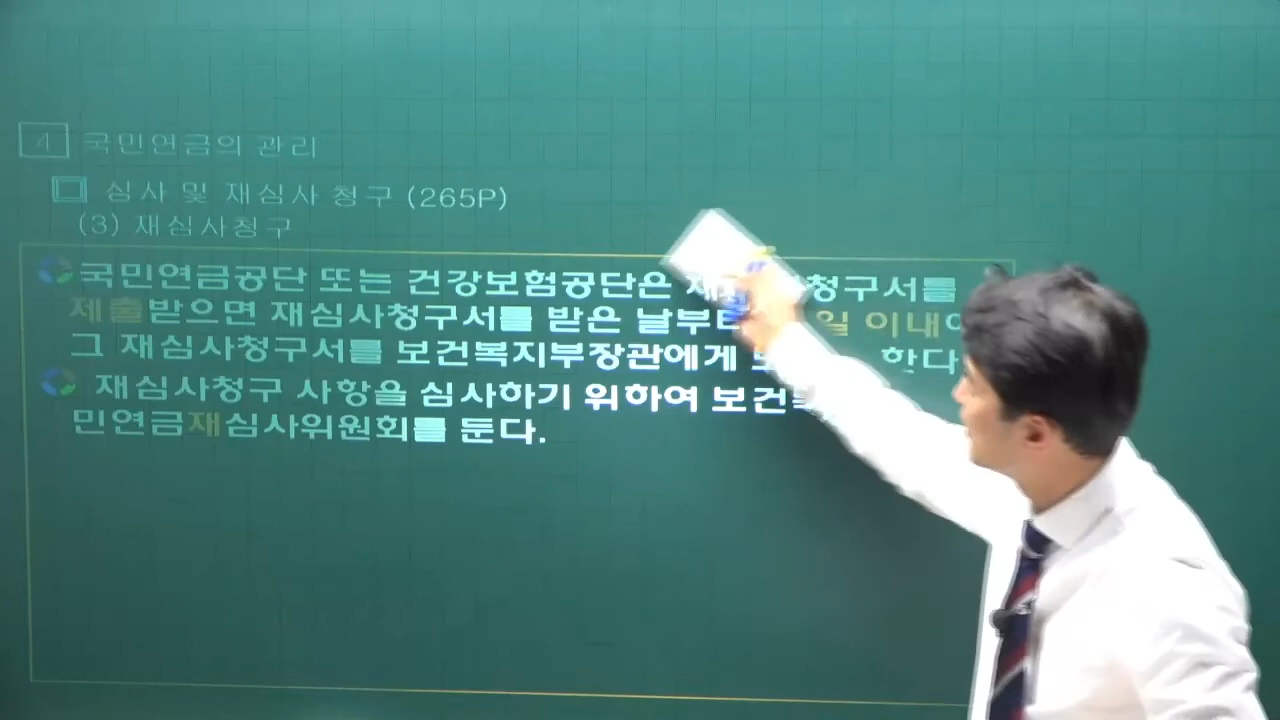 4 국민연금의 관리
심사 및 재심사 청구 (265P)
(3) 재심사청구
국민연금공단 또는 건강보험공단은 청구서를
제출받으면 재심사청구서를 받은 날부터 일 이내
그 재심사청구서를 보건복지부장관에게 한다
재심사청구 사항을 심사하기 위하여
민연금재심사위원회를 둔다.